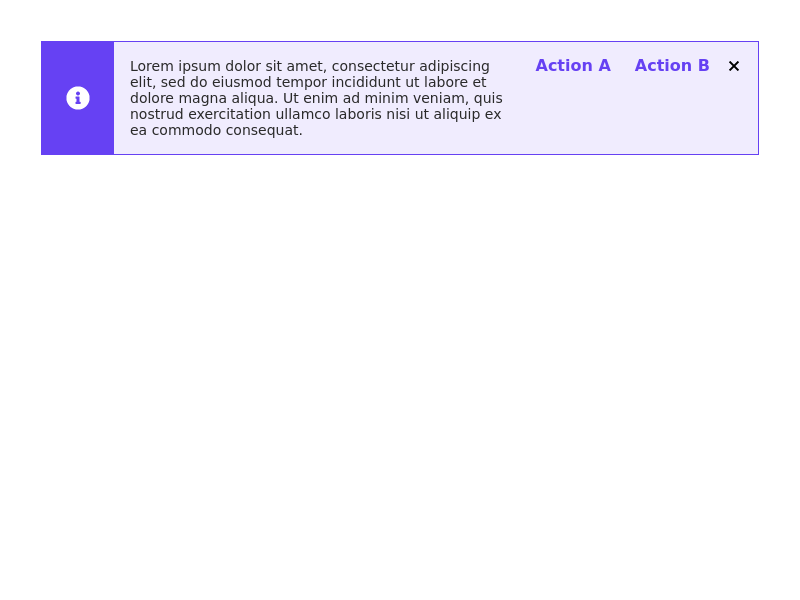 Lorem ipsum dolor sit amet, consectetur adipiscing
elit, sed do eiusmod tempor incididunt ut labore et
dolore magna aliqua. Ut enim ad minim veniam, quis
nostrud exercitation ullamco laboris nisi ut aliquip ex
ea commodo consequat.
Action A
Action B